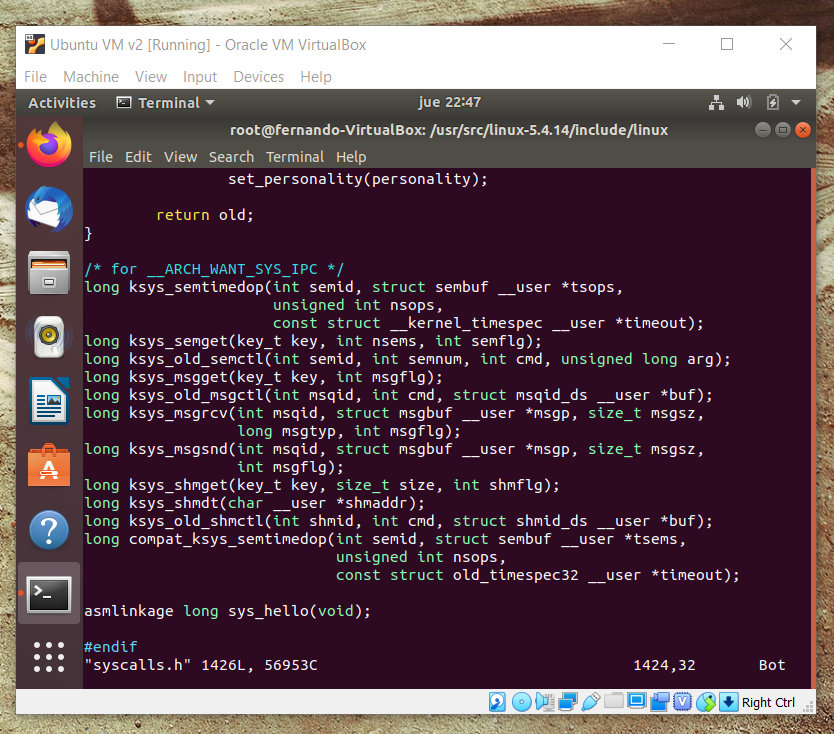 Ubuntu VM v2 [Running] - Oracle VM VirtualBox
File Machine View Input Devices Help
Activities Terminal jue 22:47
root@fernando-VirtualBox: /usr/src/linux-5.4.14/include/linux
File Edit View Search Terminal Help
set_personality(personality);
return old;
}
/* for __ARCH_WANT_SYS_IPC */
long ksys_semtimedop(int semid, struct sembuf __user *tsops,
unsigned int nsops,
const struct __kernel_timespec __user *timeout);
long ksys_semget(key_t key, int nsems, int semflg);
long ksys_old_semctl(int semid, int semnum, int cmd, unsigned long arg);
long ksys_msgget(key_t key, int msgflg);
long ksys_old_msgctl(int msqid, int cmd, struct msqid_ds __user *buf);
long ksys_msgrcv(int msqid, struct msgbuf __user *msgp, size_t msgsz,
long msgtyp, int msgflg);
long ksys_msgsnd(int msqid, struct msgbuf __user *msgp, size_t msgsz,
int msgflg);
long ksys_shmget(key_t key, size_t size, int shmflg);
long ksys_shmdt(char __user *shmaddr);
long ksys_old_shmctl(int shmid, int cmd, struct shmid_ds __user *buf);
long compat_ksys_semtimedop(int semid, struct sembuf __user *tsems,
unsigned int nsops,
const struct old_timespec32 __user *timeout);
asmlinkage long sys_hello(void);
#endif
"syscalls.h" 1426L, 56953C 1424,32 Bot
Right Ctrl